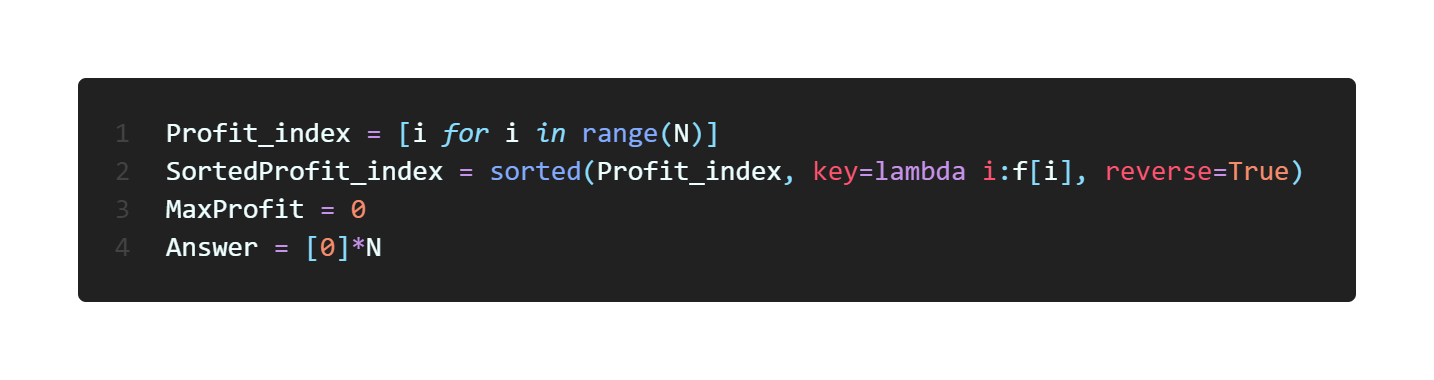 1 Profit_index = [i for i in range(N)]
2 SortedProfit_index = sorted(Profit_index, key=lambda i:f[i], reverse=True)
3 MaxProfit = 0
4 Answer = [0]*N